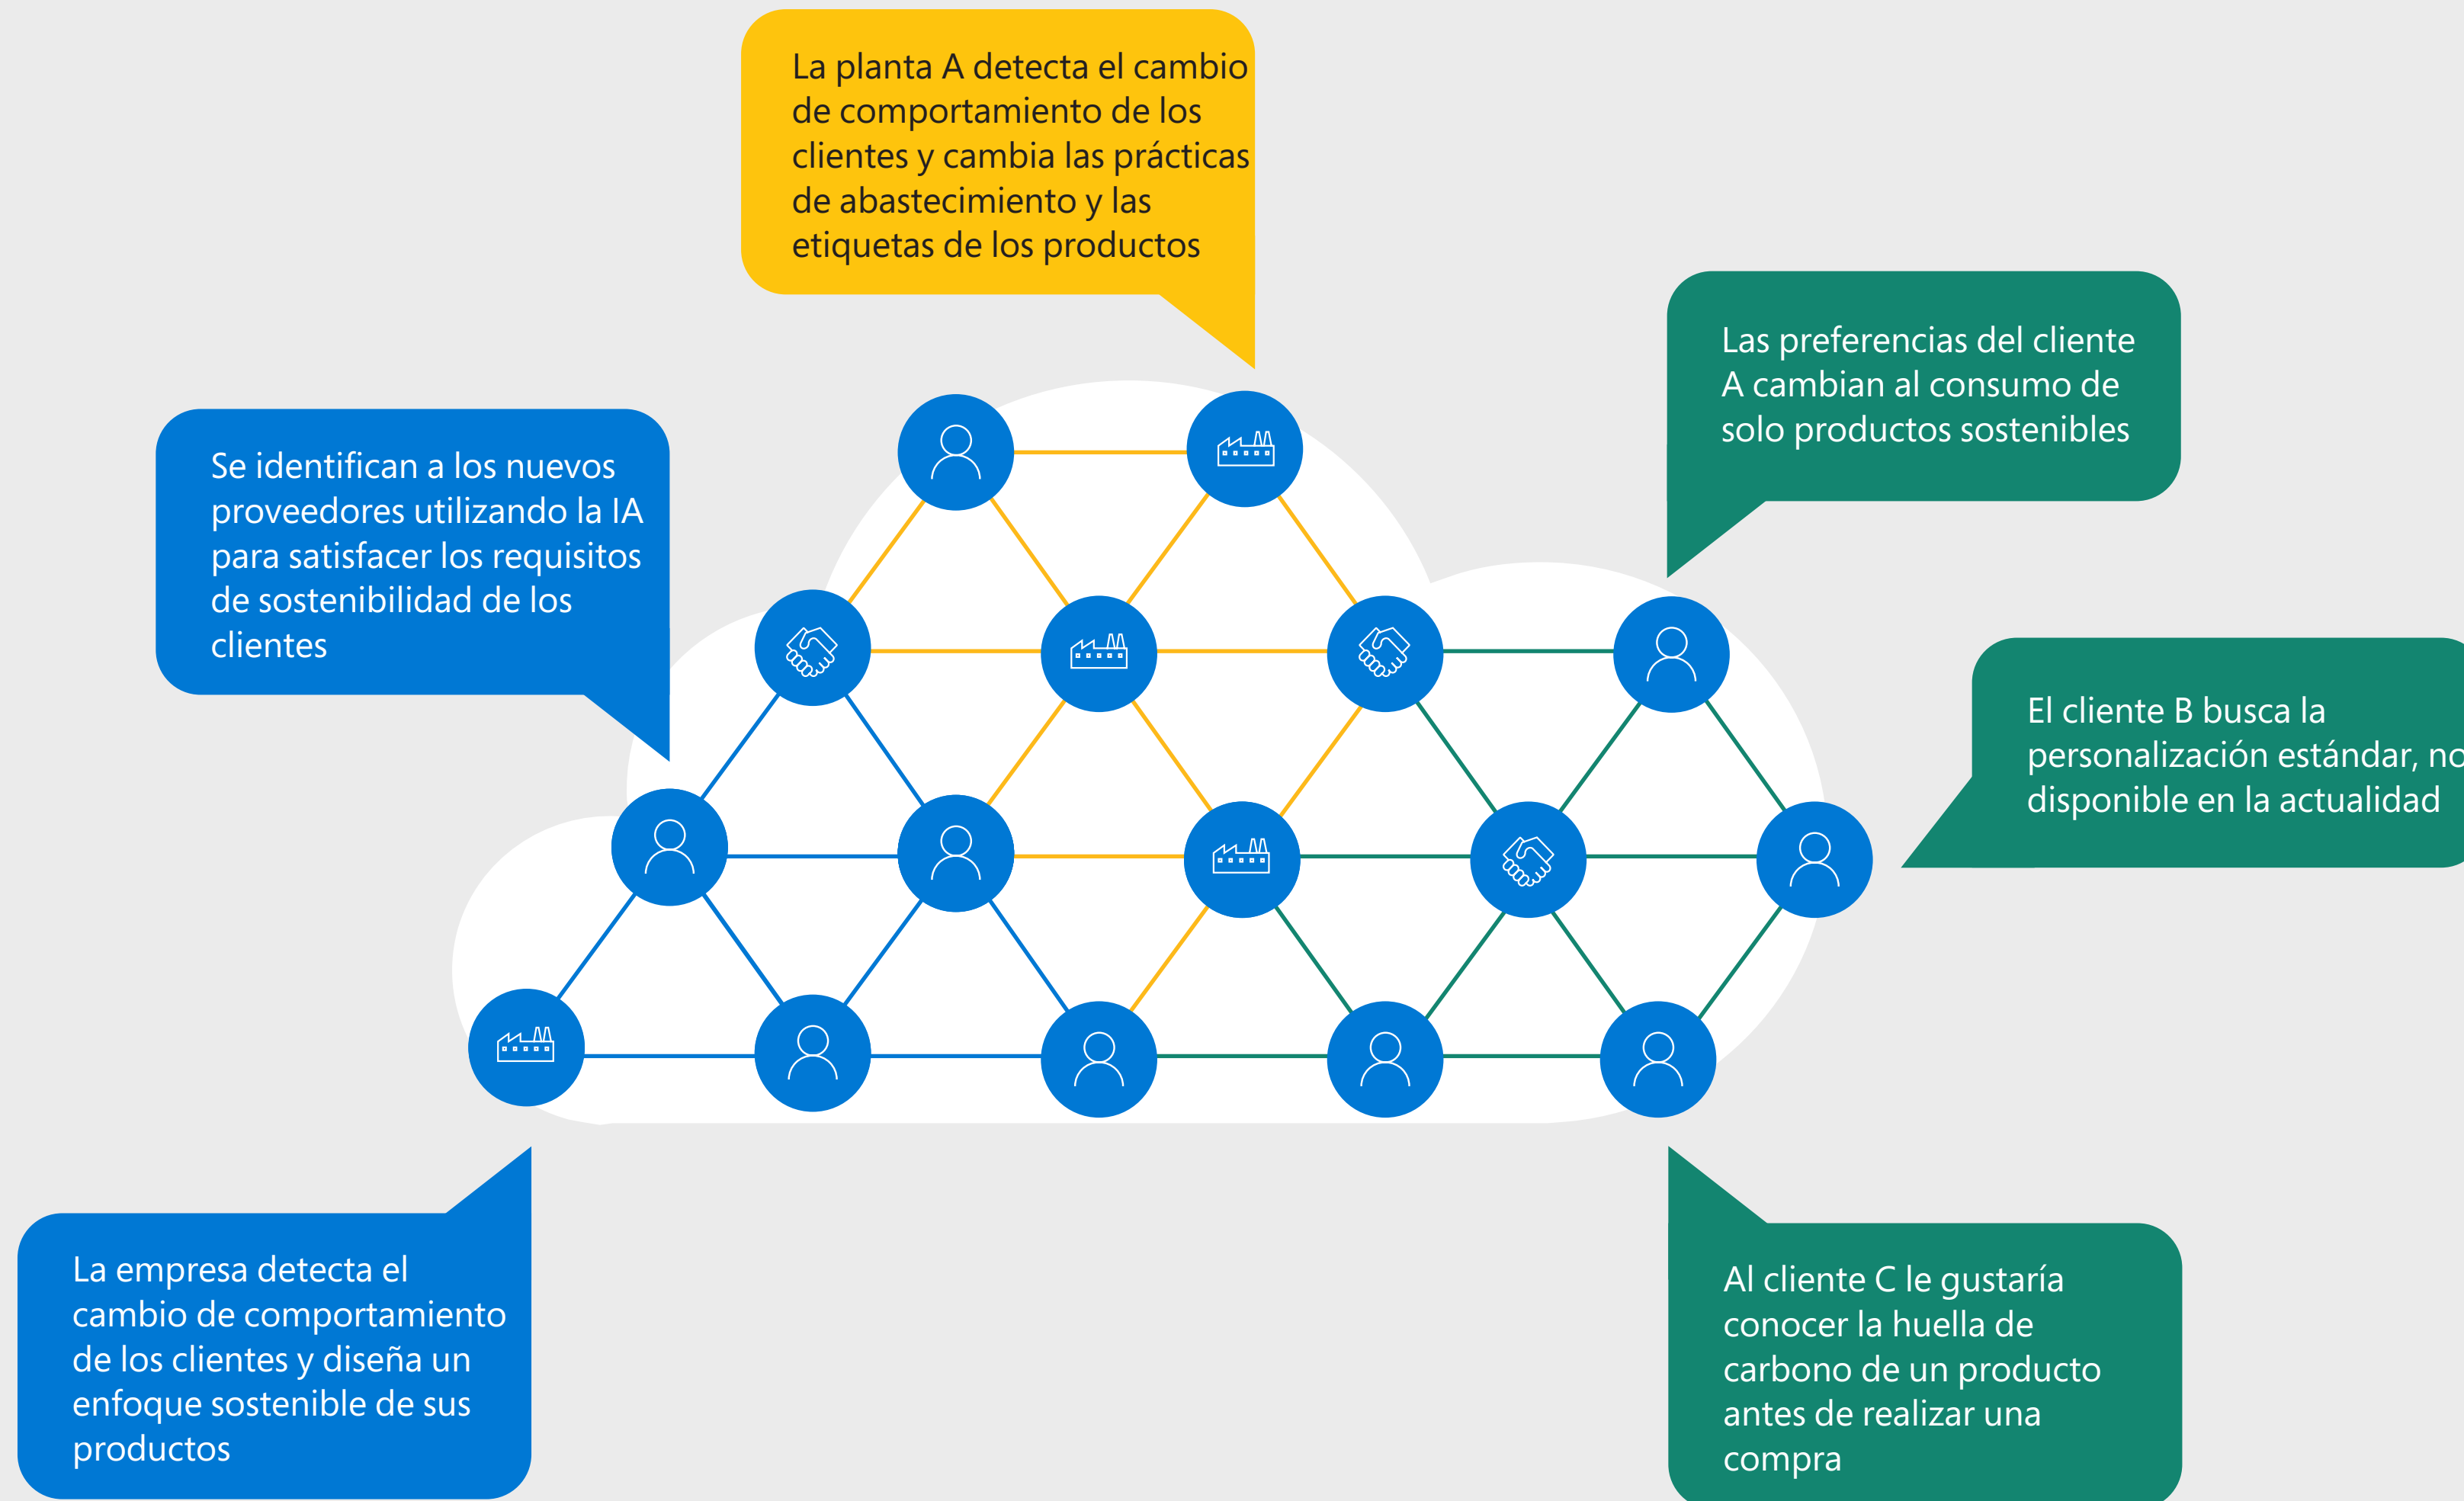 La planta A detecta el cambio
de comportamiento de los
clientes y cambia las prácticas
de abastecimiento y las
etiquetas de los productos
Las preferencias del cliente
A cambian al consumo de
solo productos sostenibles
Se identifican a los nuevos
proveedores utilizando la IA
para satisfacer los requisitos
de sostenibilidad de los
clientes
El cliente B busca la
personalización estándar, no
disponible en la actualidad
La empresa detecta el
cambio de comportamiento
de los clientes y diseña un
enfoque sostenible de sus
productos
Al cliente C le gustaría
conocer la huella de
carbono de un producto
antes de realizar una
compra